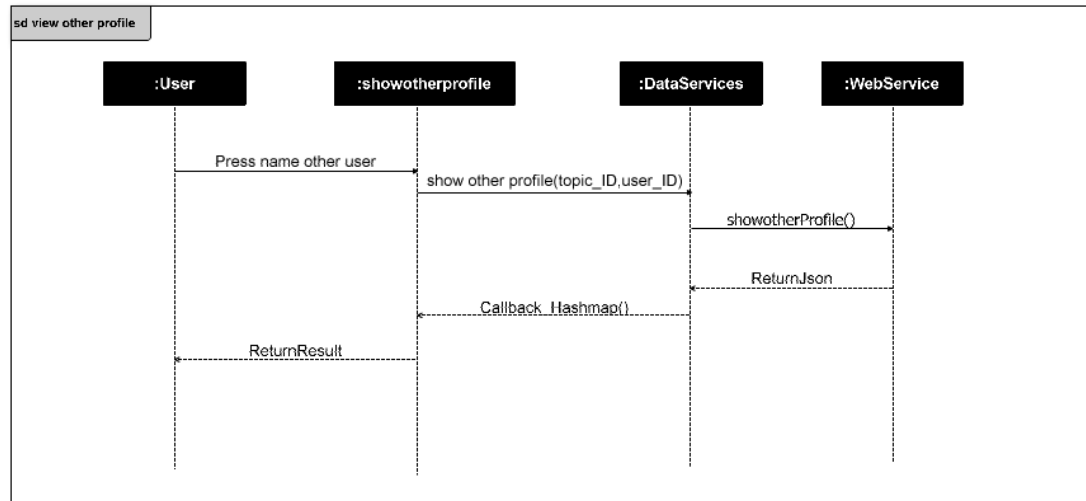 sd view other profile
:User
:showotherprofile
:DataServices
:WebService
Press name other user
show other profile(topic_ID,user_ID)
showotherProfile()
ReturnJson
Callback_Hashmap()
ReturnResult